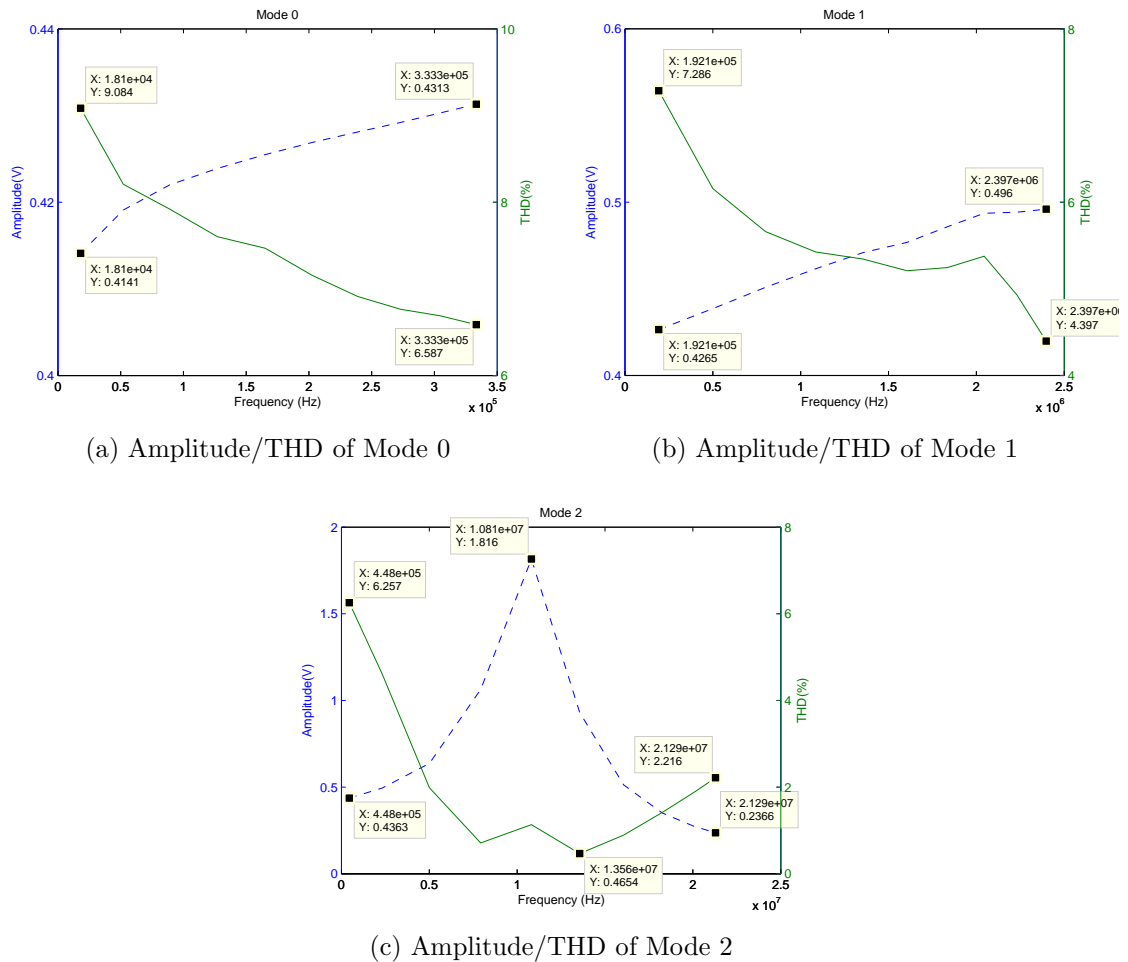 Mode 0
0.44
0.42
0.4
Amplitude(V)
10
8
6
THD(%)
X: 1.81e+04
Y: 9.084
X: 3.333e+05
Y: 0.4313
X: 1.81e+04
Y: 0.4141
X: 3.333e+05
Y: 6.587
0 0.5 1 1.5 2 2.5 3 3.5
Frequency (Hz)
x 10^5
(a) Amplitude/THD of Mode 0
Mode 1
0.6
0.5
0.4
Amplitude(V)
8
6
4
THD(%)
X: 1.921e+05
Y: 7.286
X: 2.397e+06
Y: 0.496
X: 1.921e+05
Y: 0.4265
X: 2.397e+06
Y: 4.397
0 0.5 1 1.5 2 2.5
Frequency (Hz)
x 10^6
(b) Amplitude/THD of Mode 1
Mode 2
2
1.5
1
0.5
0
Amplitude(V)
8
6
4
2
0
THD(%)
X: 1.081e+07
Y: 1.816
X: 4.48e+05
Y: 6.257
X: 2.129e+07
Y: 2.216
X: 4.48e+05
Y: 0.4363
X: 2.129e+07
Y: 0.2366
X: 1.356e+07
Y: 0.4654
0 0.5 1 2 2.5
Frequency (Hz)
x 10^7
(c) Amplitude/THD of Mode 2